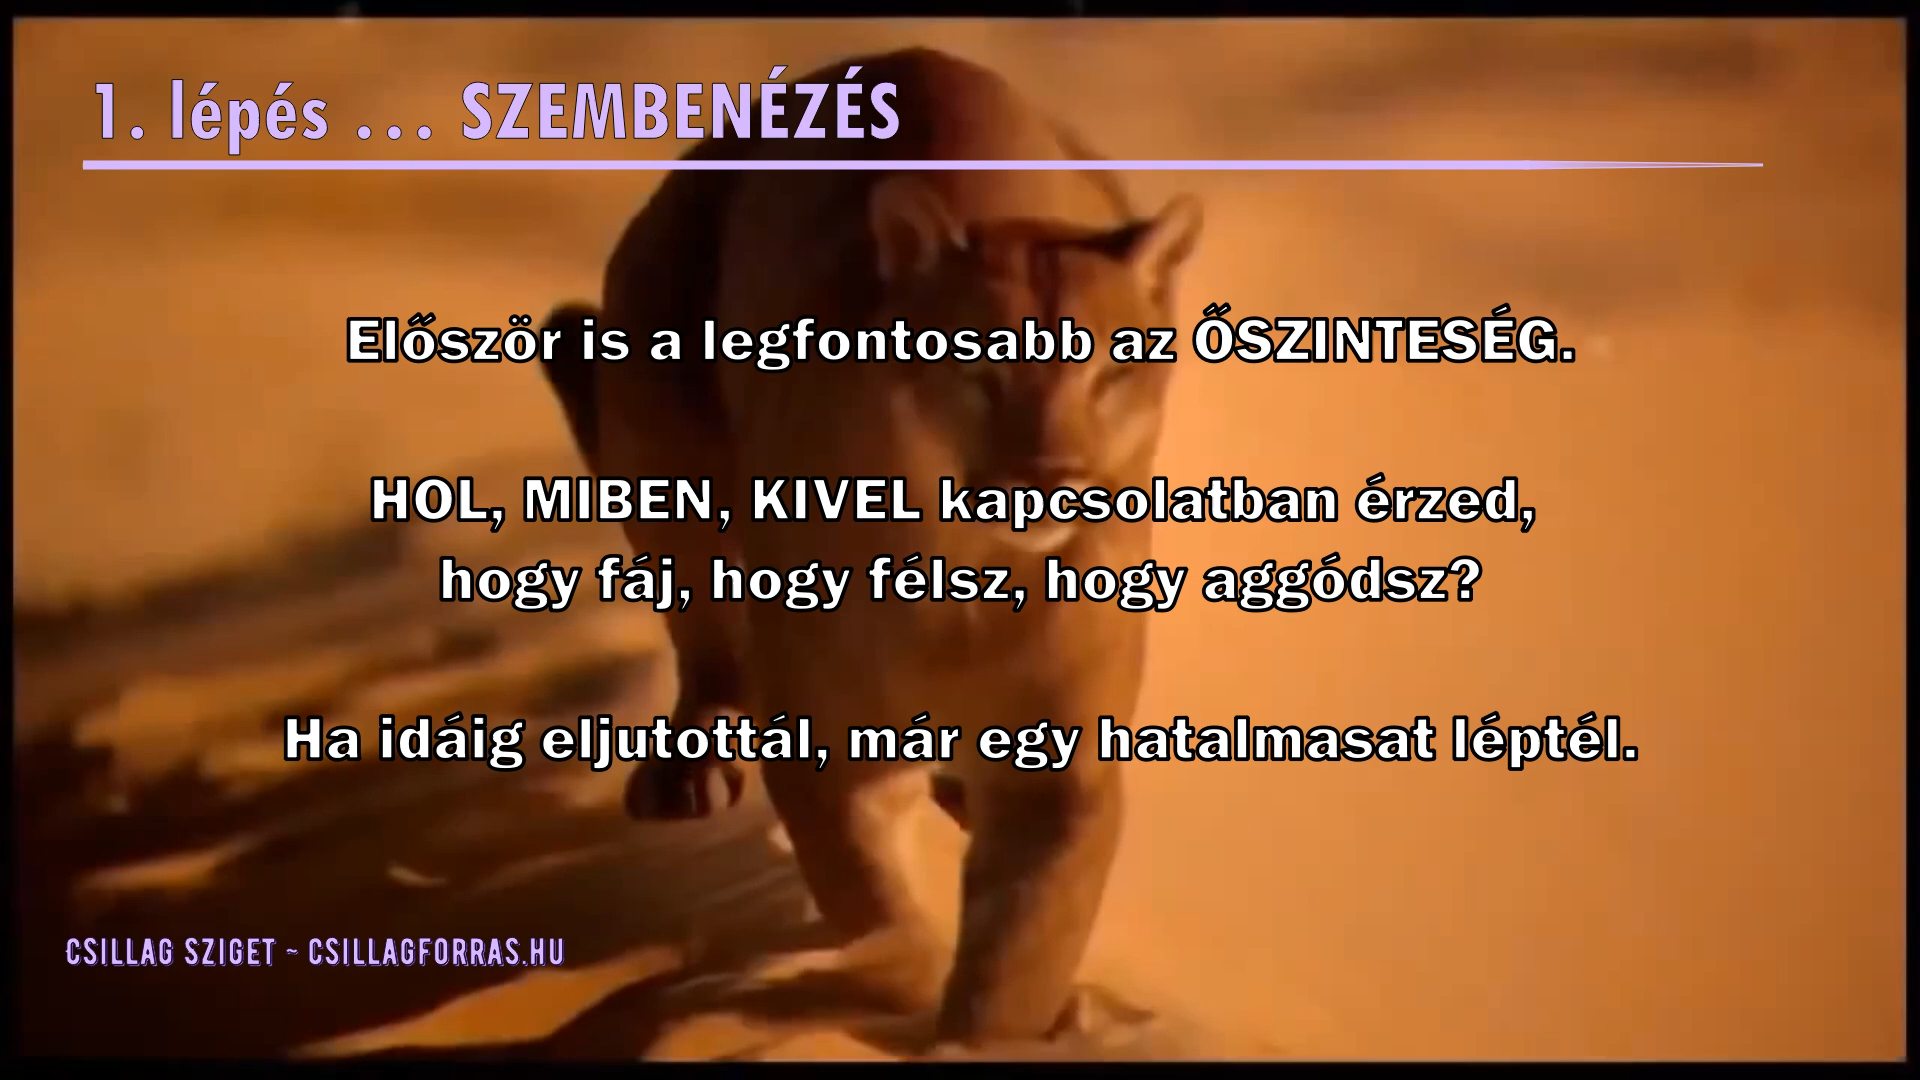 1. lépés ... SZEMBENÉZÉS
Először is a legfontosabb az ŐSZINTESÉG.
HOL, MIBEN, KIVEL kapcsolatban érzed,
hogy fáj, hogy félsz, hogy aggódsz?
Ha idáig eljutottál, már egy hatalmasat léptél.
CSILLAG SZIGET ~ CSILLAGFORRAS.HU